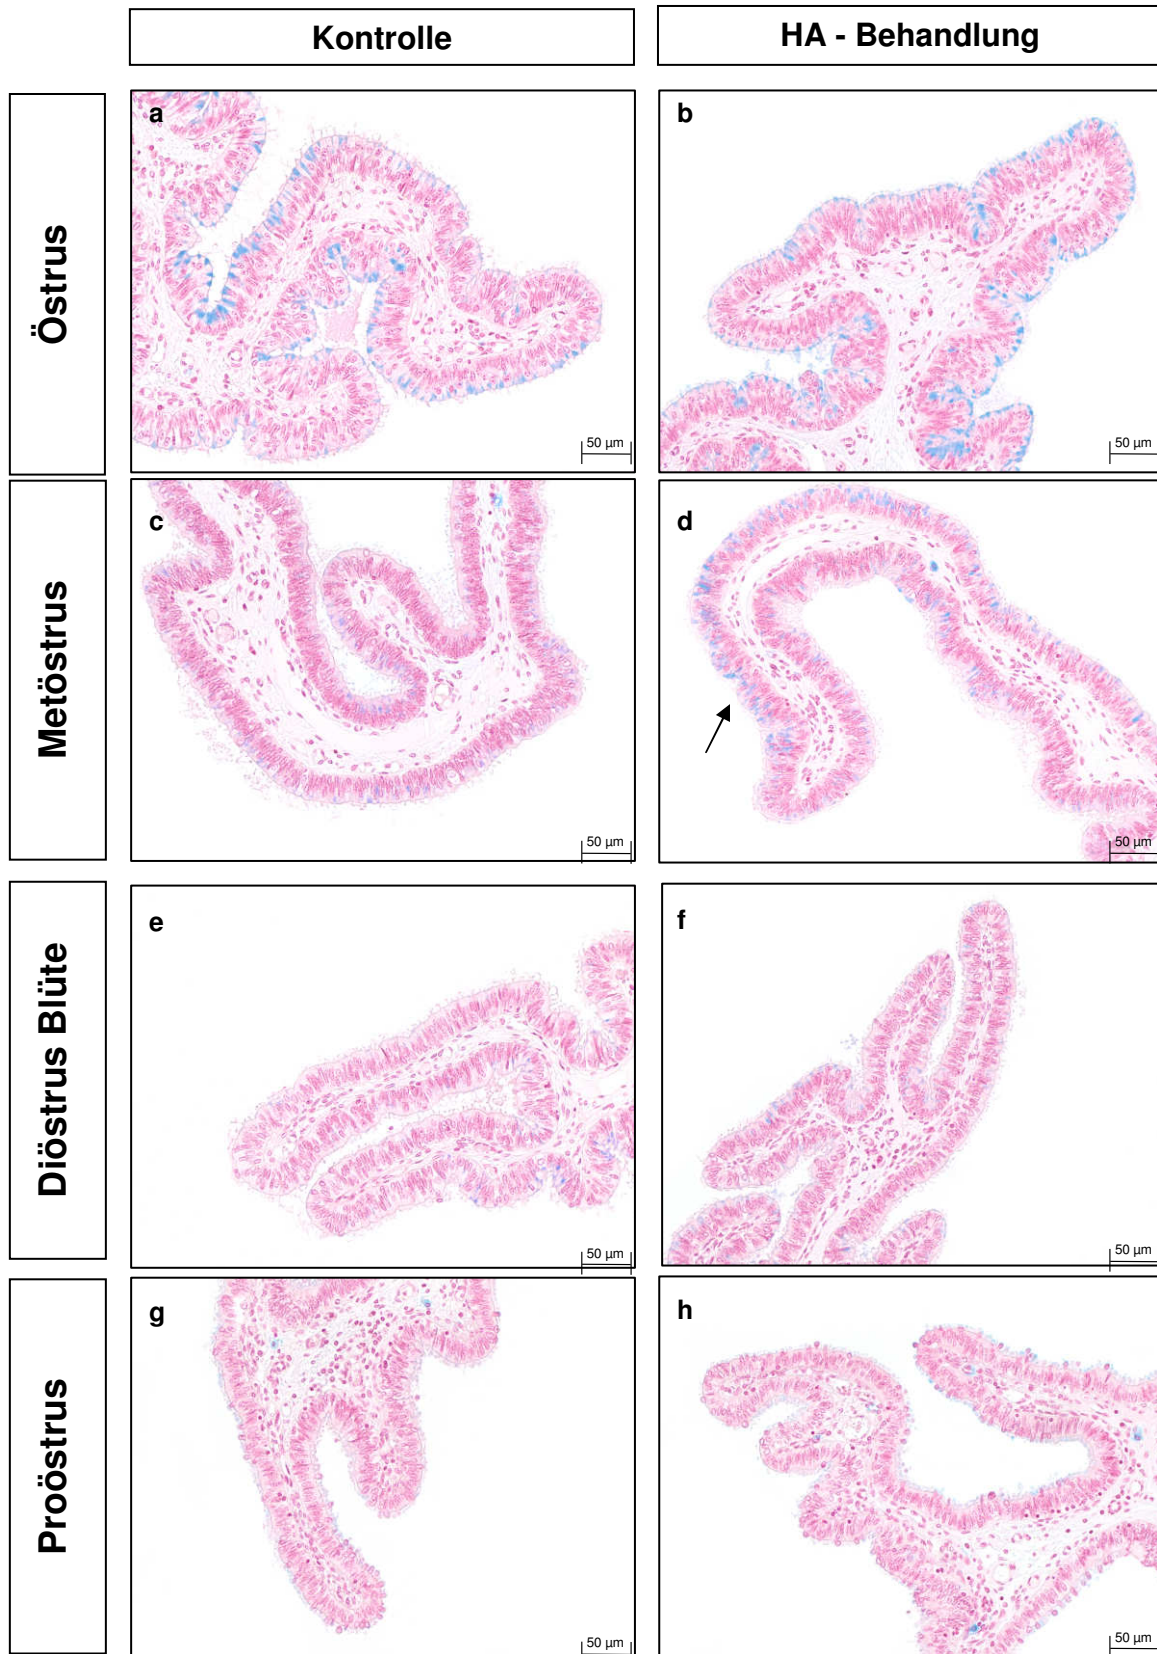 Kontrolle
HA - Behandlung
Östrus
a
50 µm
b
50 µm
Metöstrus
c
50 µm
d
50 µm
Diöstrus Blüte
e
50 µm
f
50 µm
Proöstrus
g
50 µm
h
50 µm